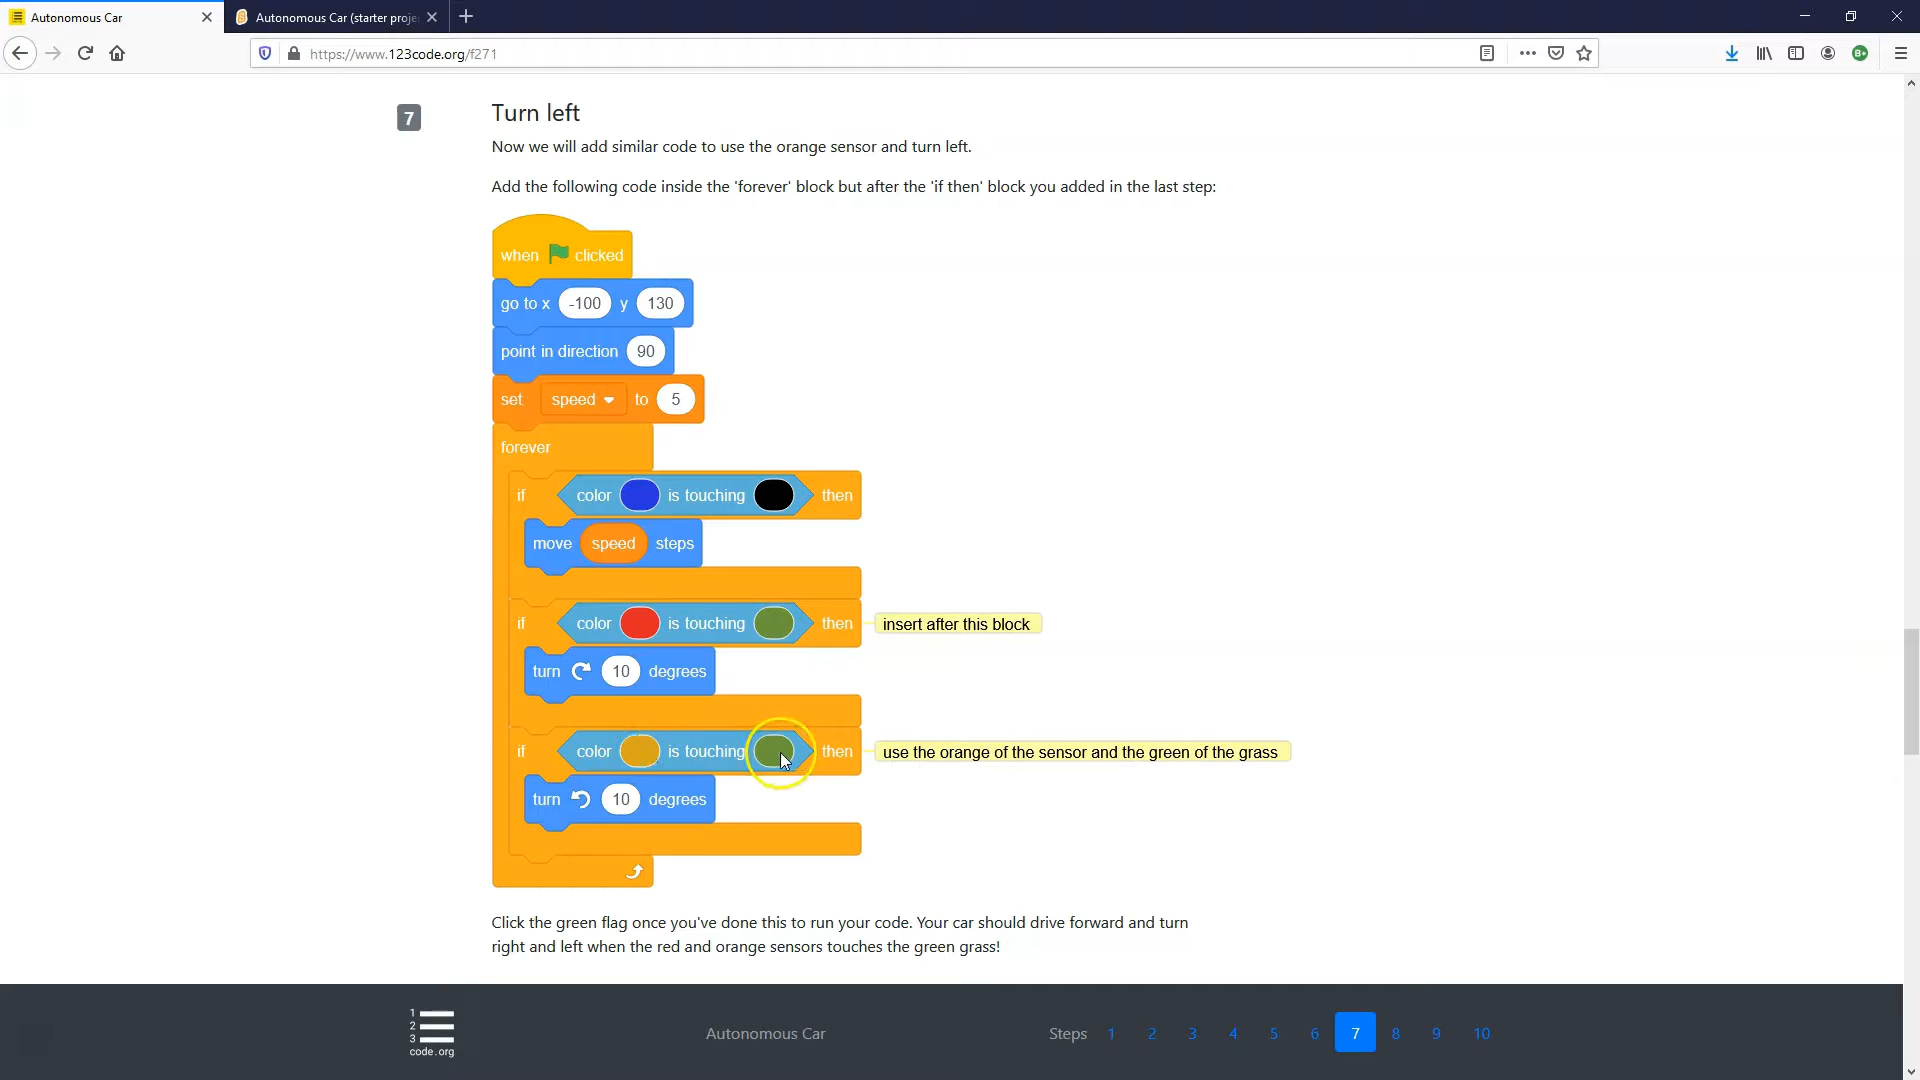 Autonomous Car
Autonomous Car (starter proje
https://www.123code.org/f271
B+
7
Turn left
Now we will add similar code to use the orange sensor and turn left.
Add the following code inside the 'forever' block but after the 'if then' block you added in the last step:
when clicked
go to x -100 y 130
point in direction 90
set speed to 5
forever
if color is touching then
move speed steps
if color is touching then insert after this block
turn 10 degrees
if color is touching then use the orange of the sensor and the green of the grass
turn 10 degrees
Click the green flag once you've done this to run your code. Your car should drive forward and turn
right and left when the red and orange sensors touches the green grass!
1
2
3
code.org
Autonomous Car
Steps 1 2 3 4 5 6 7 8 9 10